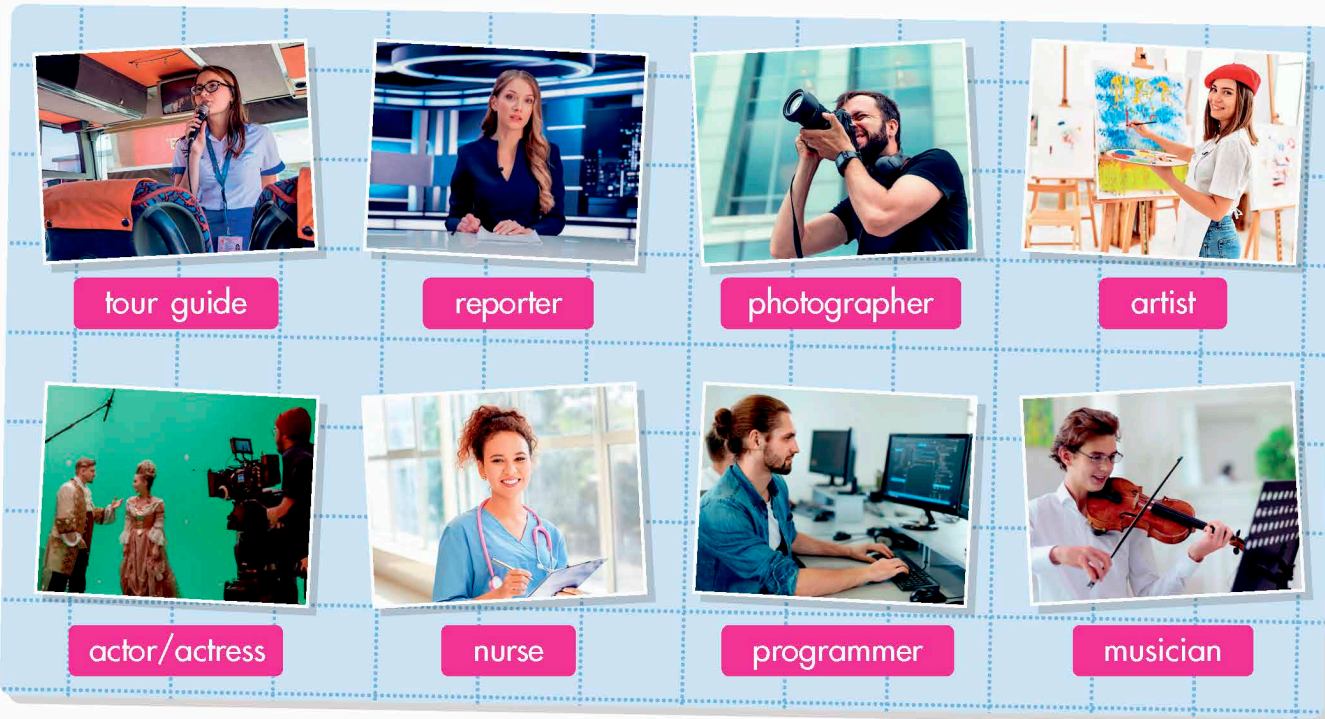 tour guide
reporter
photographer
artist
actor/actress
nurse
programmer
musician